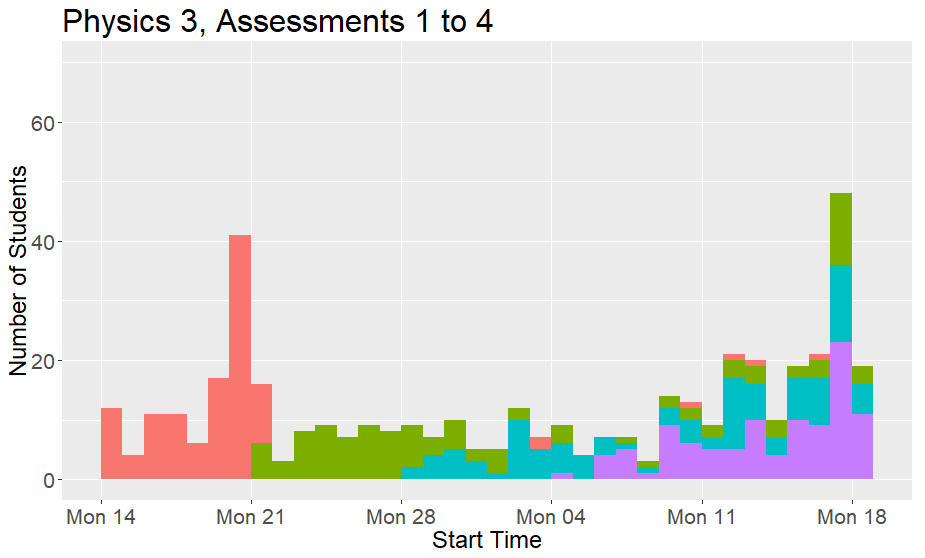 Physics 3, Assessments 1 to 4
Number of Students
60
40
20
0
Mon 14 Mon 21 Mon 28 Mon 04 Mon 11 Mon 18
Start Time